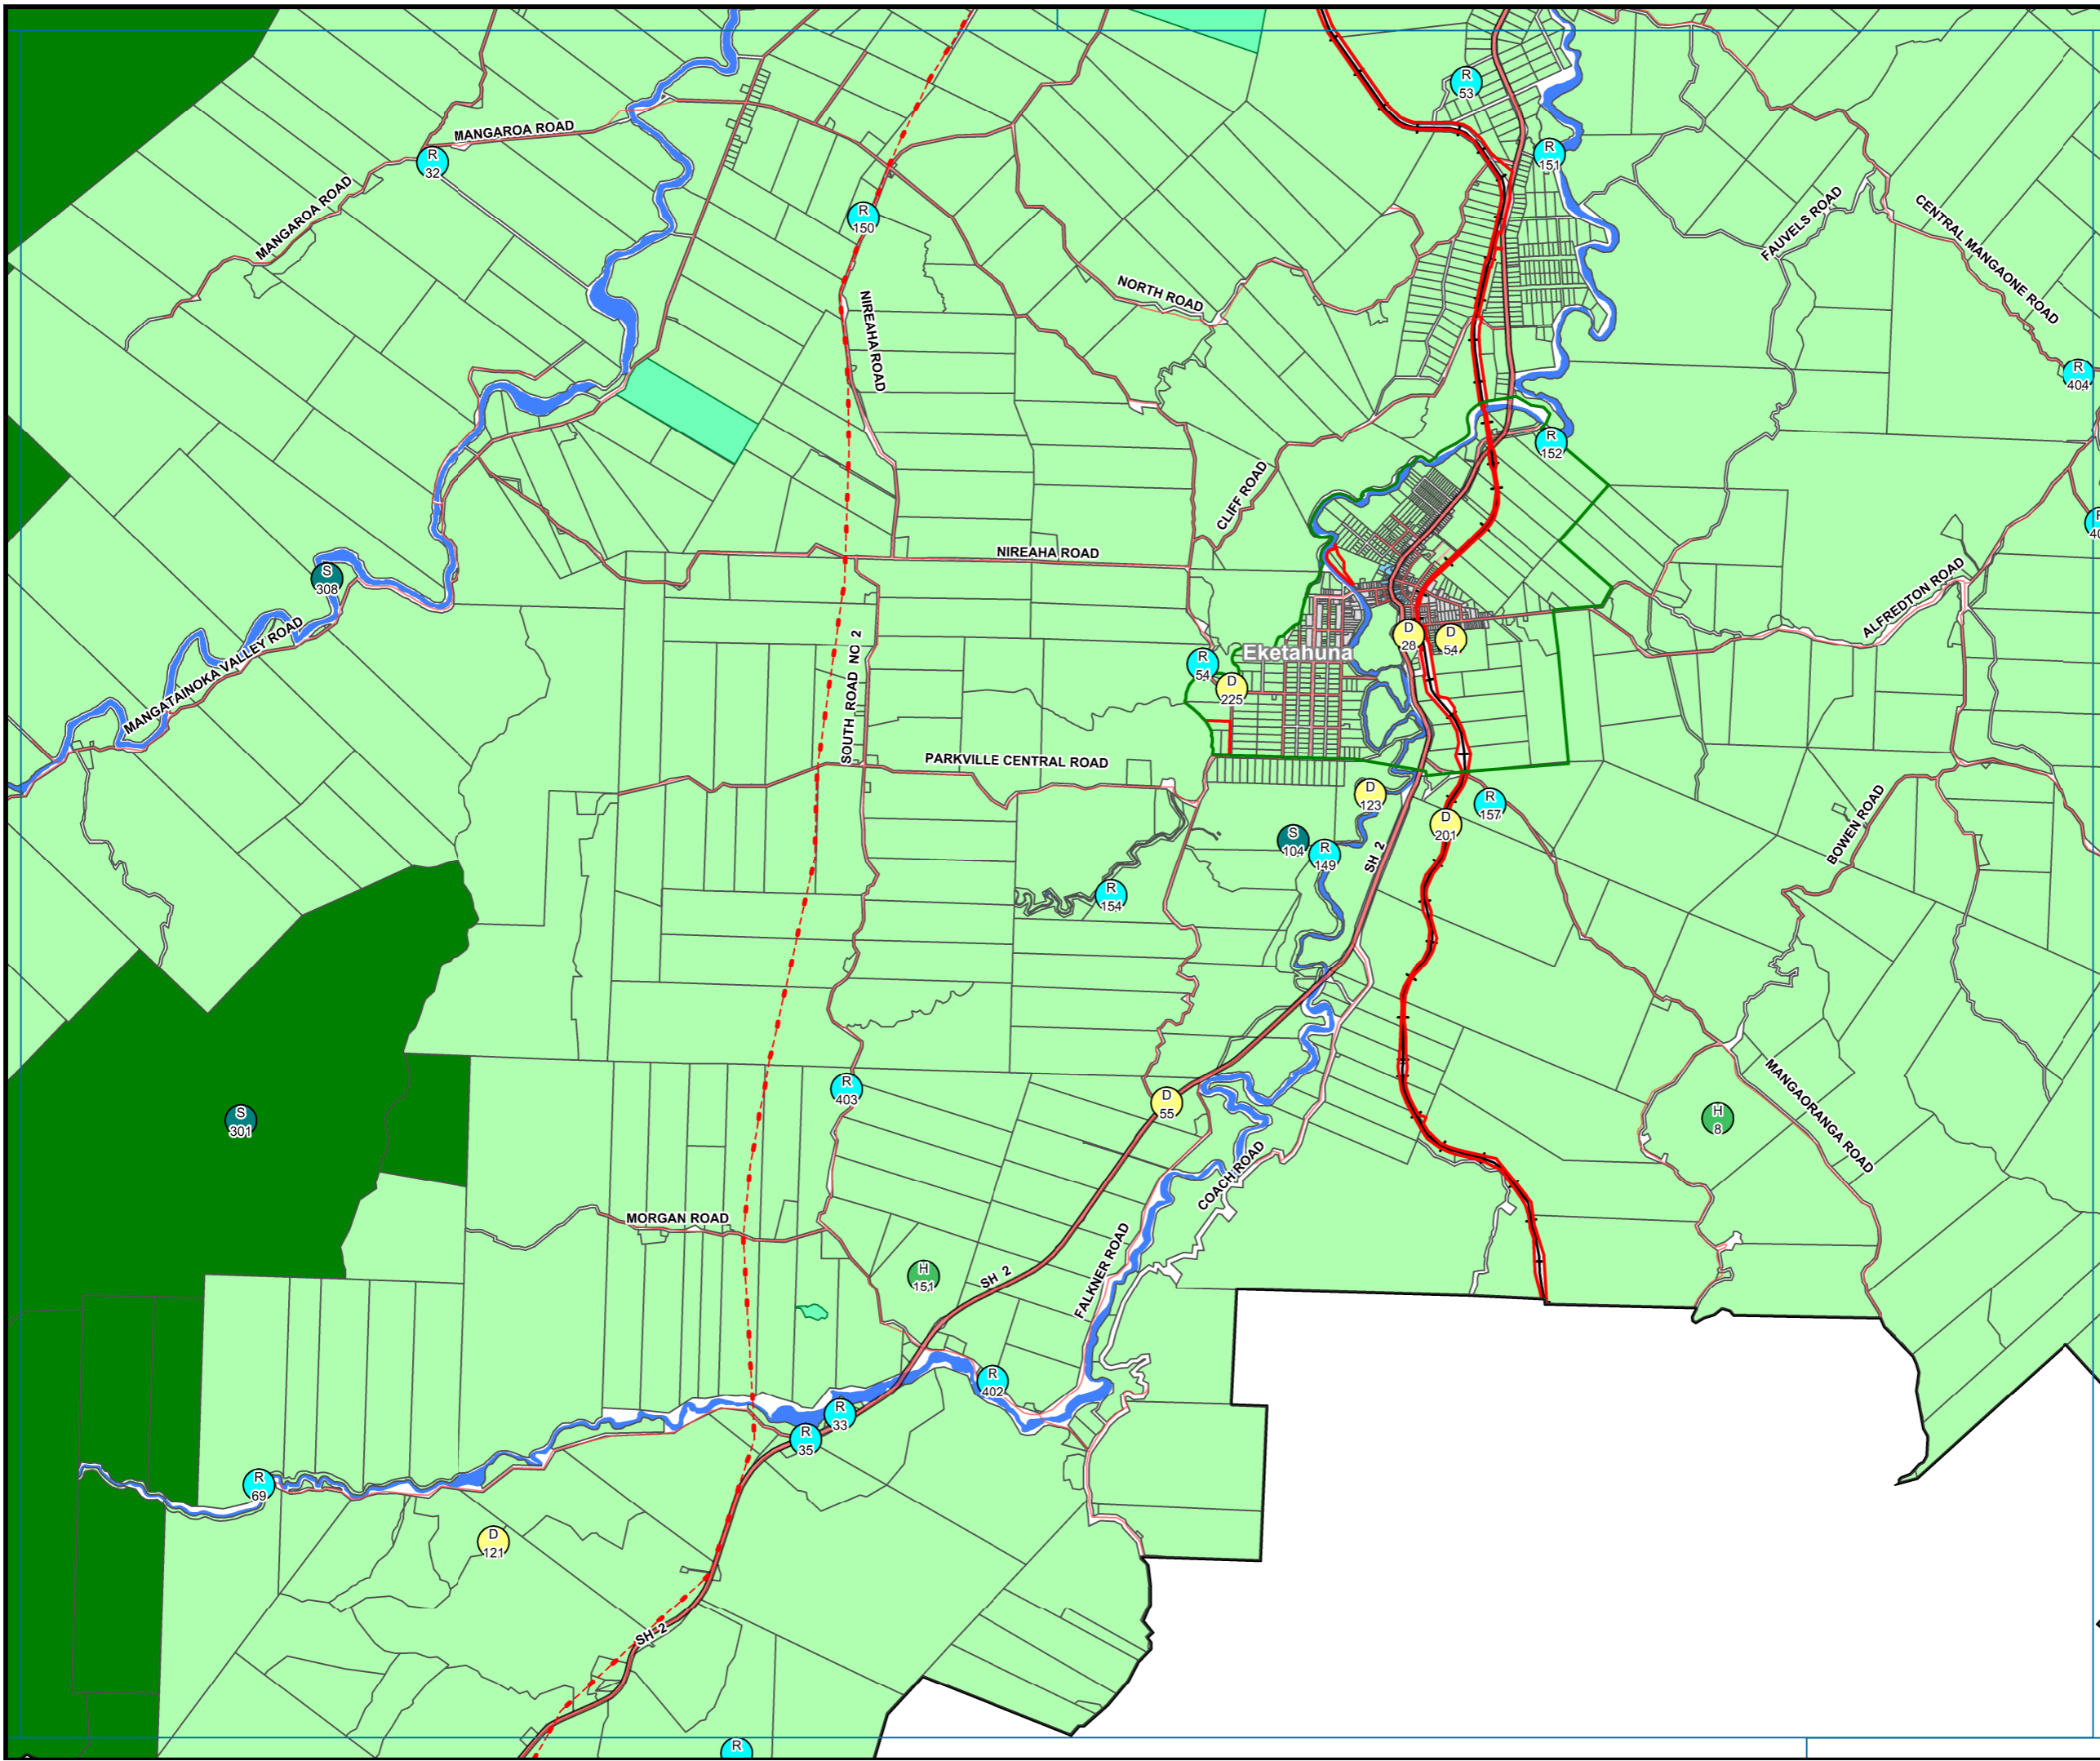 R
53
MANGAROA ROAD
R
151
R
32
MANGAROA ROAD
FAUVELS ROAD
CENTRAL MANGAONE ROAD
R
150
NORTH ROAD
NIREAHA ROAD
R
404
R
152
CLIFF ROAD
NIREAHA ROAD
S
308
ALFREDTON ROAD
MANGATAINOKA VALLEY ROAD
SOUTH ROAD NO 2
D
28
D
54
Eketahuna
R
54
D
225
PARKVILLE CENTRAL ROAD
D
123
R
157
D
201
BOWEN ROAD
S
104
R
149
SH 2
R
154
R
403
D
55
S
301
H
8
MANGAORANGA ROAD
COACH ROAD
MORGAN ROAD
FALKNER ROAD
H
151
SH 2
R
402
R
33
R
35
R
69
D
121
SH 2
R